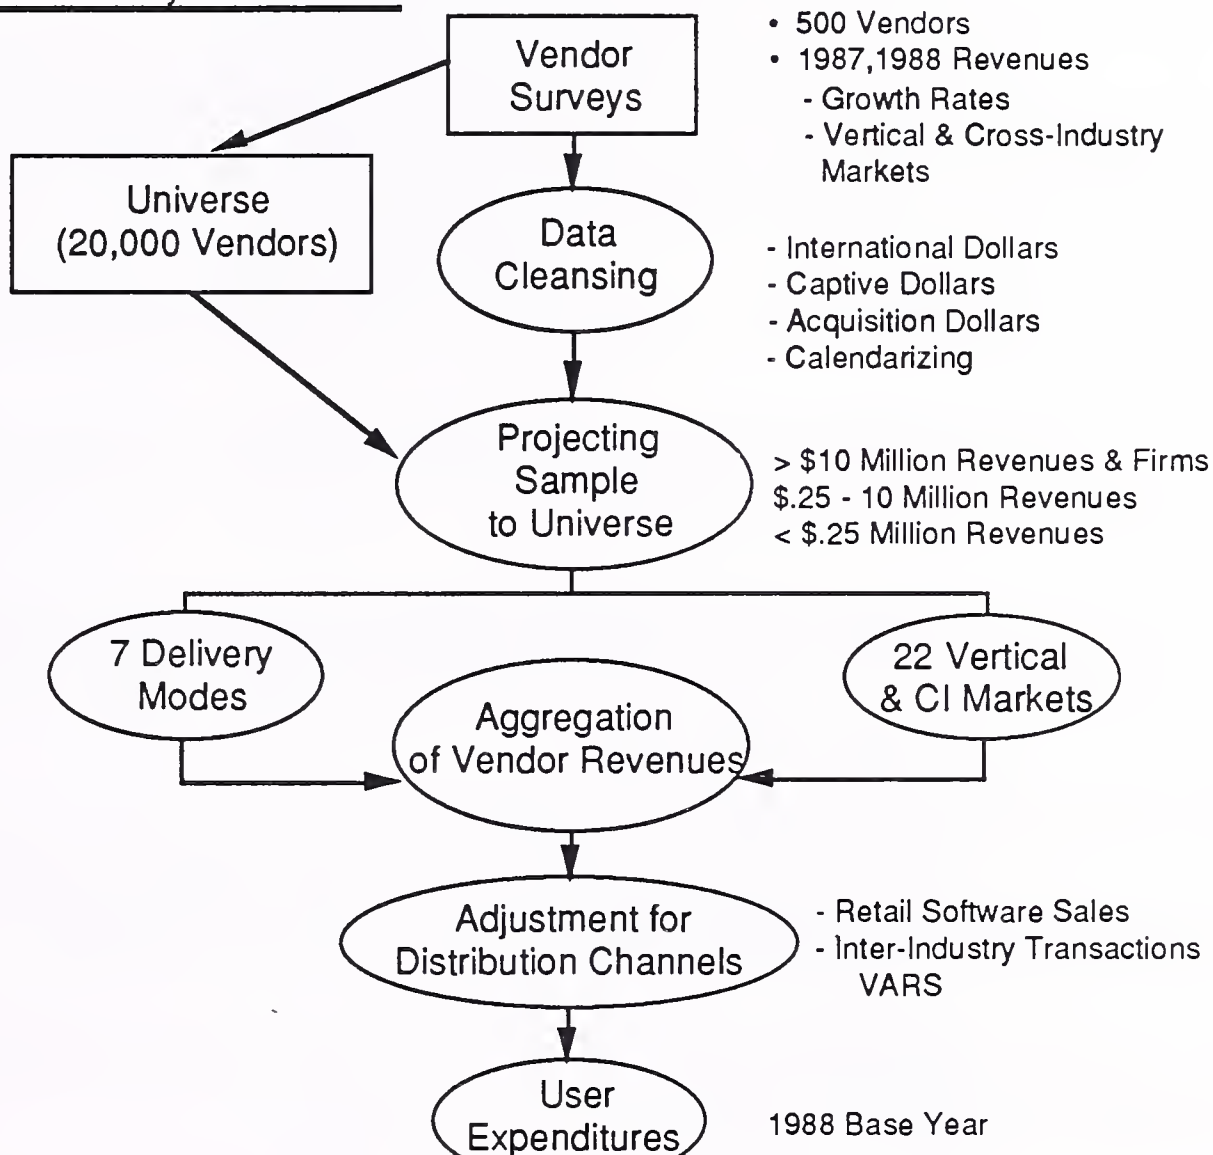 Vendor
Surveys
• 500 Vendors
• 1987,1988 Revenues
- Growth Rates
- Vertical & Cross-Industry
Markets
Universe
(20,000 Vendors)
Data
Cleansing
- International Dollars
- Captive Dollars
- Acquisition Dollars
- Calendarizing
Projecting
Sample
to Universe
> $10 Million Revenues & Firms
$.25 - 10 Million Revenues
< $.25 Million Revenues
7 Delivery
Modes
22 Vertical
& CI Markets
Aggregation
of Vendor Revenues
Adjustment for
Distribution Channels
- Retail Software Sales
- Inter-Industry Transactions
VARS
User
Expenditures
1988 Base Year